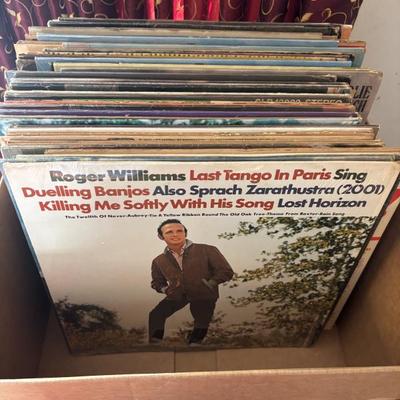 Roger Williams Last Tango In Paris Sing
Duelling Banjos Also Sprach Zarathustra (2001)
Killing Me Softly With His Song Lost Horizon
The Twelfth Of Never-Aubrey-Tie A Yellow Ribbon Round The Old Oak Tree-Theme From Baxter-Rain Song
STEREO